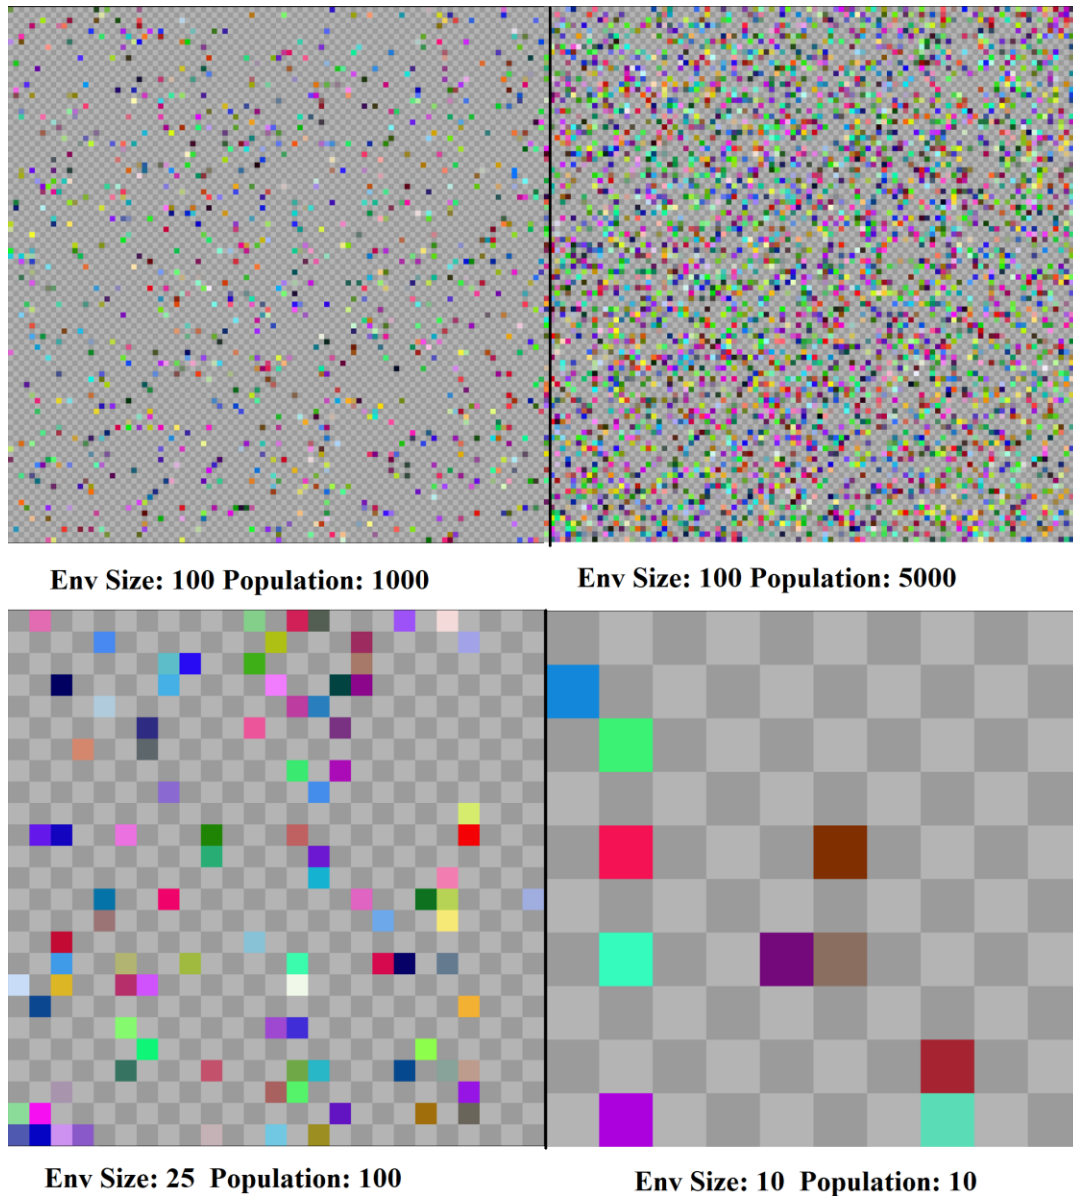 Env Size: 100 Population: 1000
Env Size: 100 Population: 5000
Env Size: 25  Population: 100
Env Size: 10  Population: 10